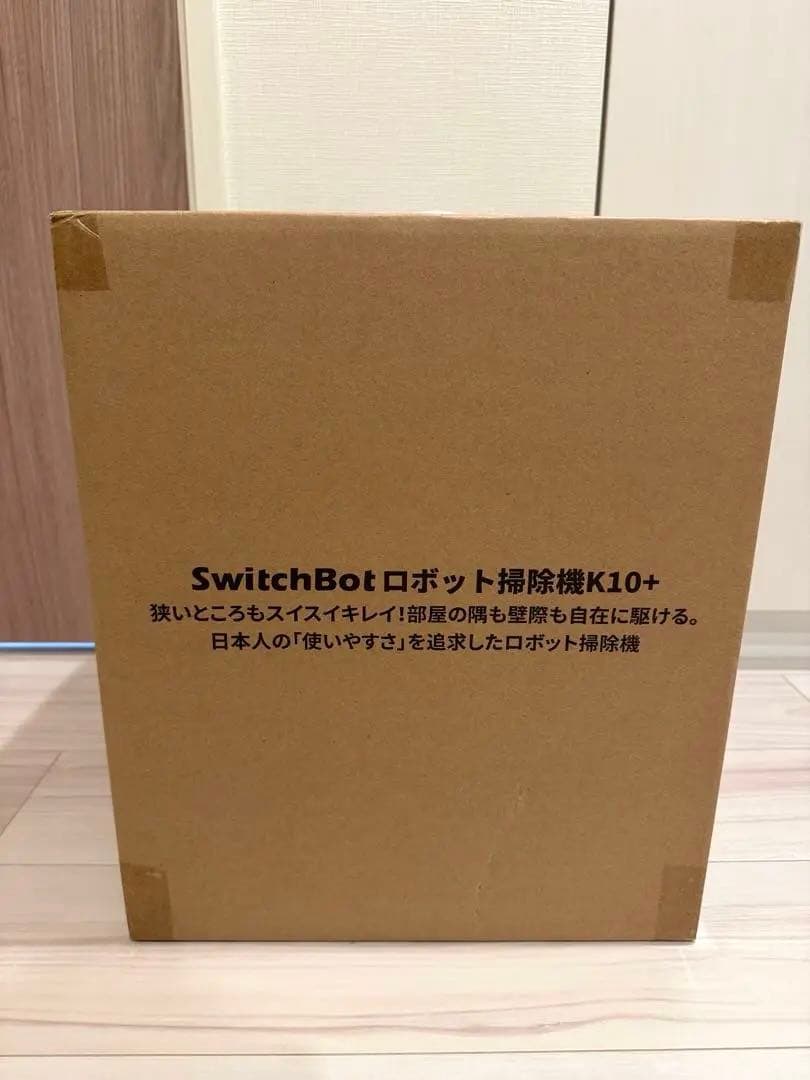 SwitchBot ロボット掃除機K10+
狭いところもスイスイキレイ!部屋の隅も壁際も自在に駆ける。
日本人の「使いやすさ」を追求したロボット掃除機